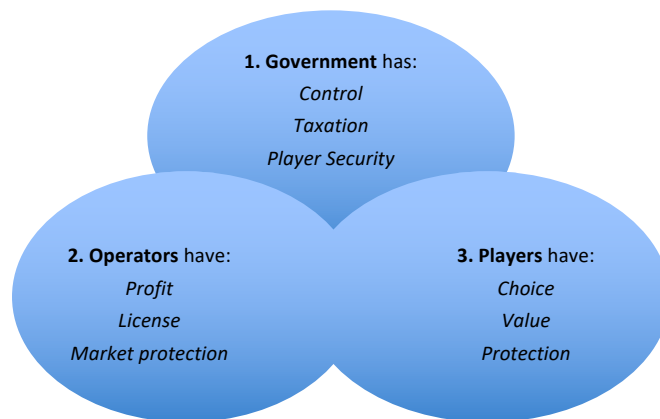 1. Government has:
Control
Taxation
Player Security
2. Operators have:
Profit
License
Market protection
3. Players have:
Choice
Value
Protection